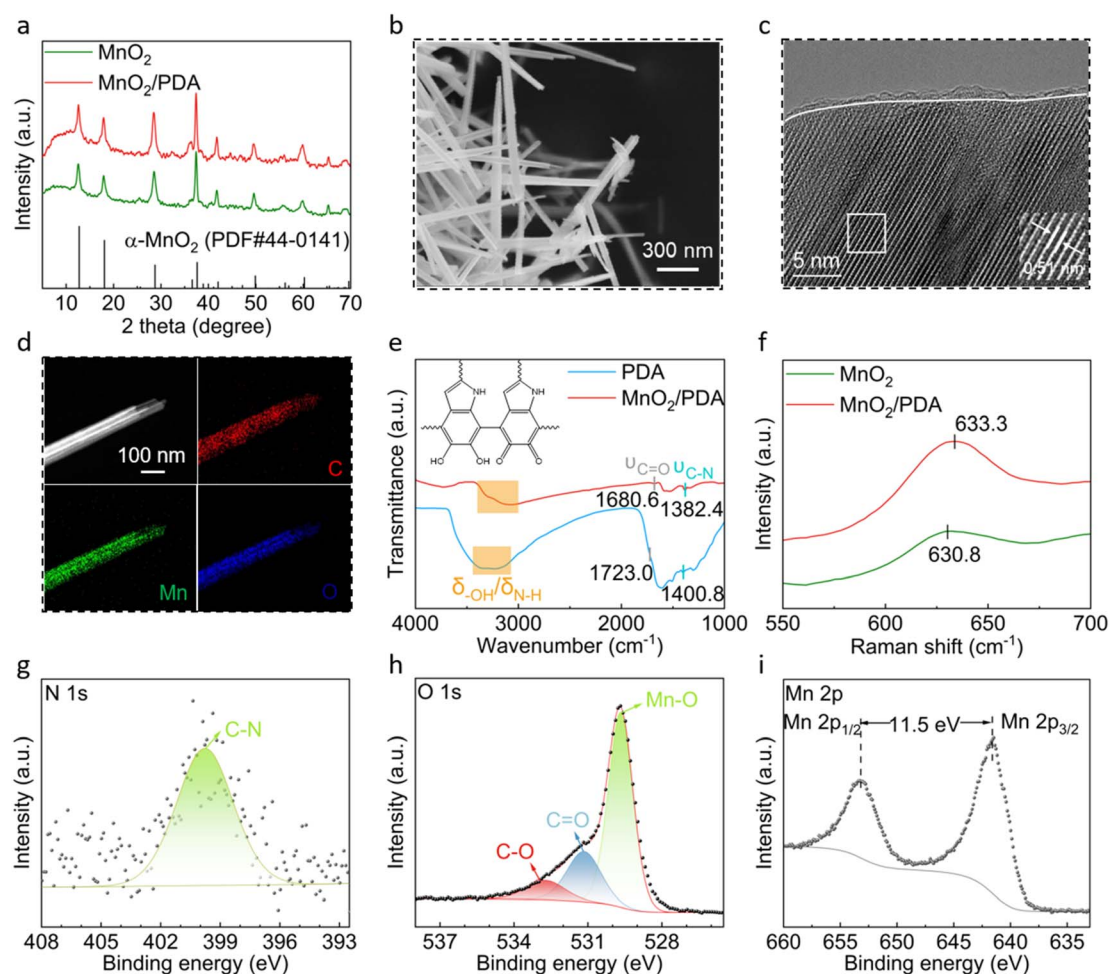 a
MnO₂
MnO₂/PDA
Intensity (a.u.)
α-MnO₂ (PDF#44-0141)
10 20 30 40 50 60 70
2 theta (degree)
b
300 nm
c
5 nm
0.51 nm
d
100 nm
C
Mn
O
e
PDA
MnO₂/PDA
Transmittance (a.u.)
NH NH
OH OH O O
υC=O
υC-N
1680.6
1382.4
1723.0
1400.8
δ-OH/δN-H
4000 3000 2000 1000
Wavenumber (cm⁻¹)
f
MnO₂
MnO₂/PDA
Intensity (a.u.)
633.3
630.8
550 600 650 700
Raman shift (cm⁻¹)
g
N 1s
C-N
Intensity (a.u.)
408 405 402 399 396 393
Binding energy (eV)
h
O 1s
Mn-O
C=O
C-O
Intensity (a.u.)
537 534 531 528
Binding energy (eV)
i
Mn 2p
Mn 2p₁/₂
11.5 eV
Mn 2p₃/₂
Intensity (a.u.)
660 655 650 645 640 635
Binding energy (eV)